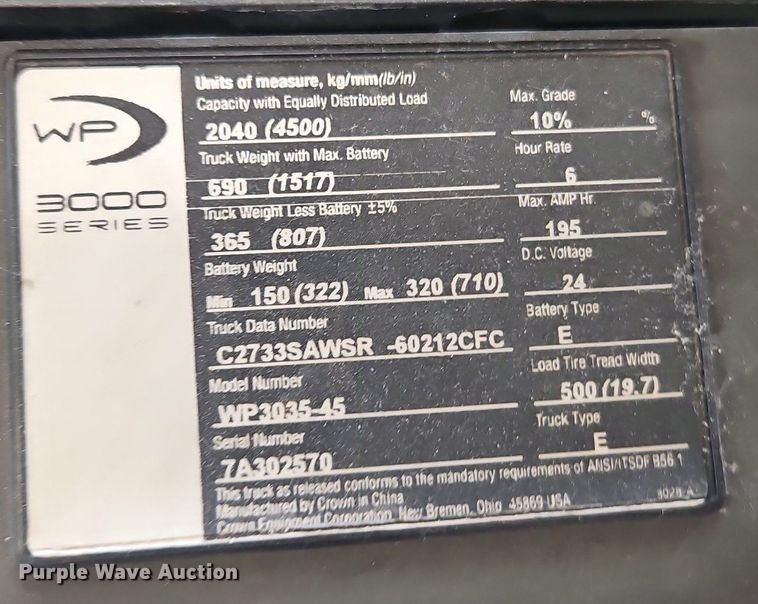 WP
3000
SERIES
Units of measure, kg/mm(lb/in)
Capacity with Equally Distributed Load
2040 (4500)
Truck Weight with Max. Battery
690 (1517)
Truck Weight Less Battery ±5%
365 (807)
Battery Weight
Min 150 (322) Max 320 (710)
Truck Data Number
C2733SAWSR -60212CFC
Model Number
WP3035-45
Serial Number
7A302570
Max. Grade
10% %
Hour Rate
6
Max. AMP Hr.
195
D.C. Voltage
24
Battery Type
E
Load Tire Tread Width
500 (19.7)
Truck Type
E
This truck as released conforms to the mandatory requirements of ANSI/ITSDF B56.1
Manufactured by Crown in China
Crown Equipment Corporation, New Bremen, Ohio 45869 USA
Purple Wave Auction